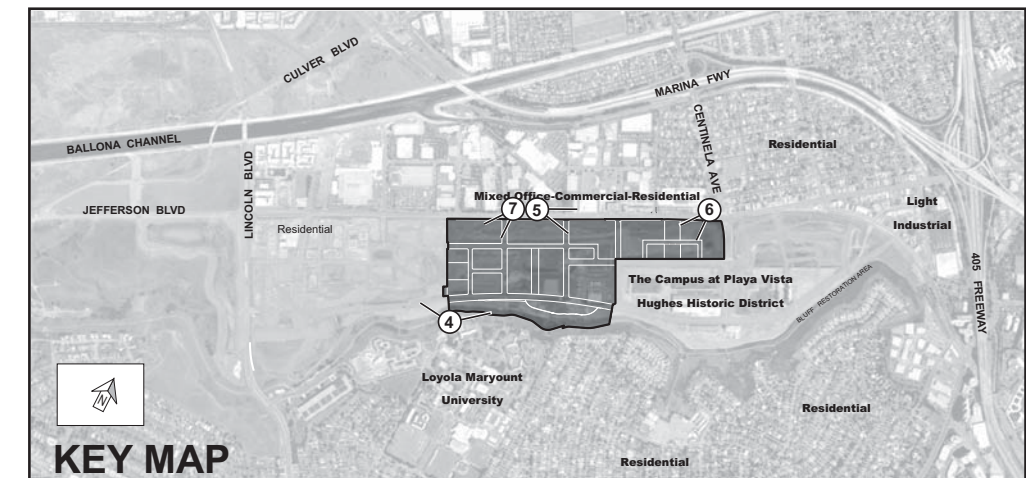 CULVER BLVD
MARINA FWY
BALLONA CHANNEL
CENTINELA AVE
Residential
LINCOLN BLVD
Mixed Office-Commercial-Residential
JEFFERSON BLVD
Light
Industrial
Residential
7
5
6
405 FREEWAY
The Campus at Playa Vista
Hughes Historic District
BLUFF RESTORATION AREA
4
Loyola Maryount
University
N
Residential
KEY MAP
Residential